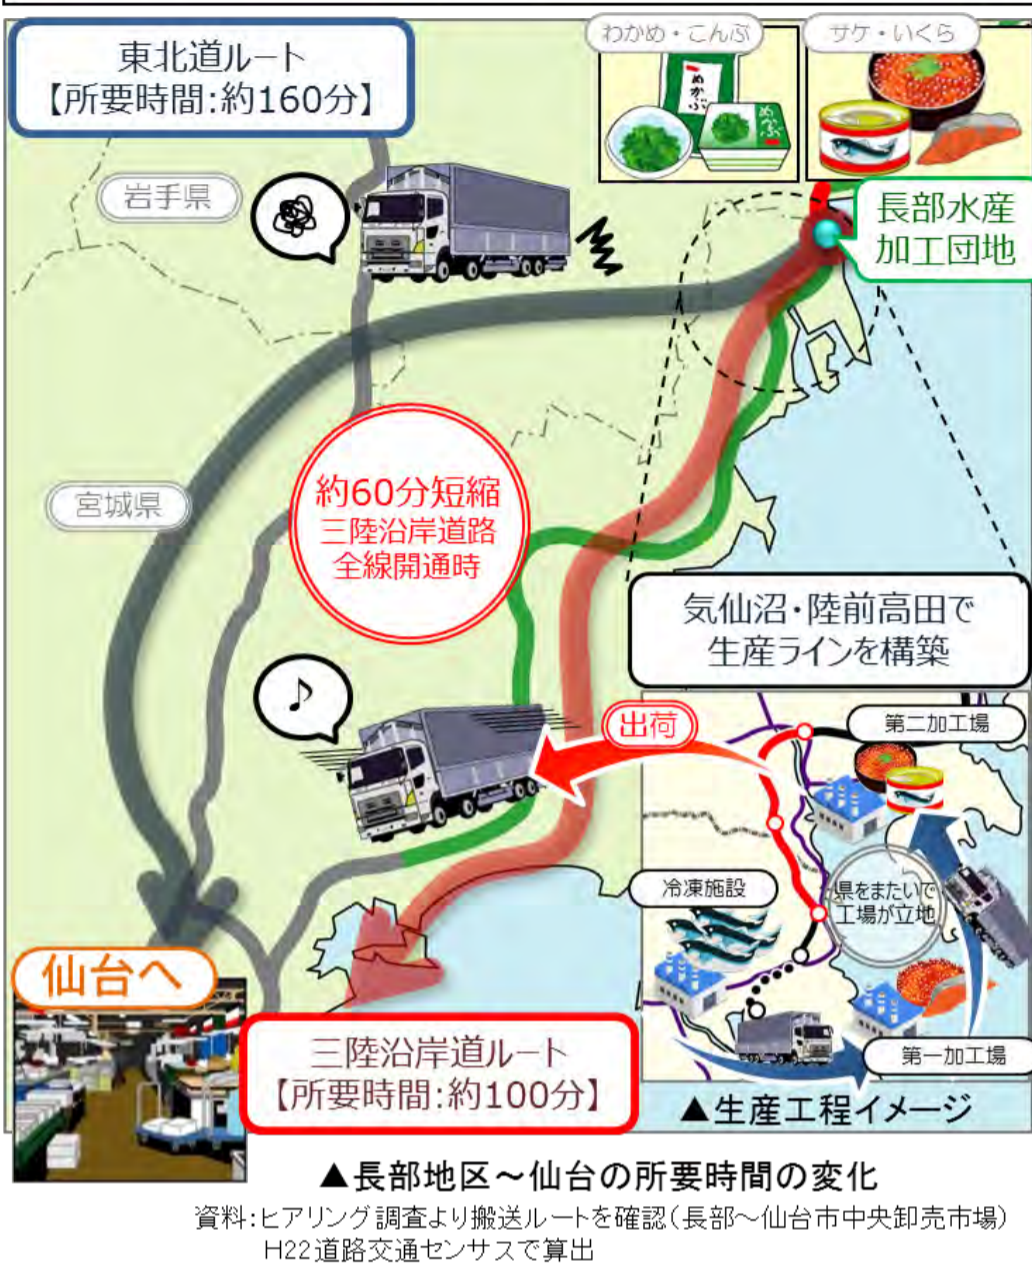 東北道ルート
【所要時間:約160分】
わかめ・こんぶ
サケ・いくら
めかぶ
めかぶ
岩手県
長部水産
加工団地
宮城県
約60分短縮
三陸沿岸道路
全線開通時
気仙沼・陸前高田で
生産ラインを構築
出荷
第二加工場
冷凍施設
県をまたいで
工場が立地
第一加工場
仙台へ
三陸沿岸道ルート
【所要時間:約100分】
▲生産工程イメージ
▲長部地区～仙台の所要時間の変化
資料:ヒアリング調査より搬送ルートを確認(長部～仙台市中央卸売市場)
H22道路交通センサスで算出